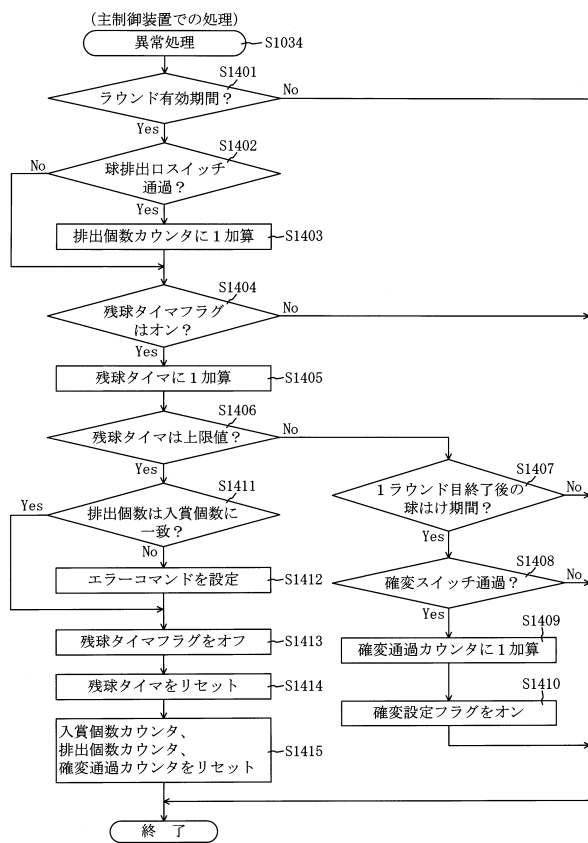 (主制御装置での処理)
異常処理
S1034
S1401
ラウンド有効期間？
No
Yes
S1402
球排出口スイッチ
通過？
No
Yes
排出個数カウンタに１加算
S1403
S1404
残球タイマフラグ
はオン？
No
Yes
残球タイマに１加算
S1405
S1406
残球タイマは上限値？
No
Yes
S1407
１ラウンド目終了後の
球はけ期間？
No
Yes
S1411
排出個数は入賞個数に
一致？
Yes
No
S1408
確変スイッチ通過？
No
Yes
エラーコマンドを設定
S1412
S1409
確変通過カウンタに１加算
残球タイマフラグをオフ
S1413
残球タイマをリセット
S1414
S1410
確変設定フラグをオン
入賞個数カウンタ、
排出個数カウンタ、
確変通過カウンタをリセット
S1415
終 了